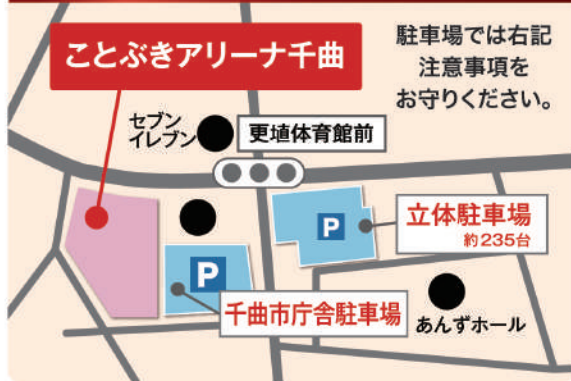 ことぶきアリーナ千曲
駐車場では右記
注意事項を
お守りください。
セブン
イレブン
更埴体育館前
P
立体駐車場
約235台
P
千曲市庁舎駐車場
あんずホール